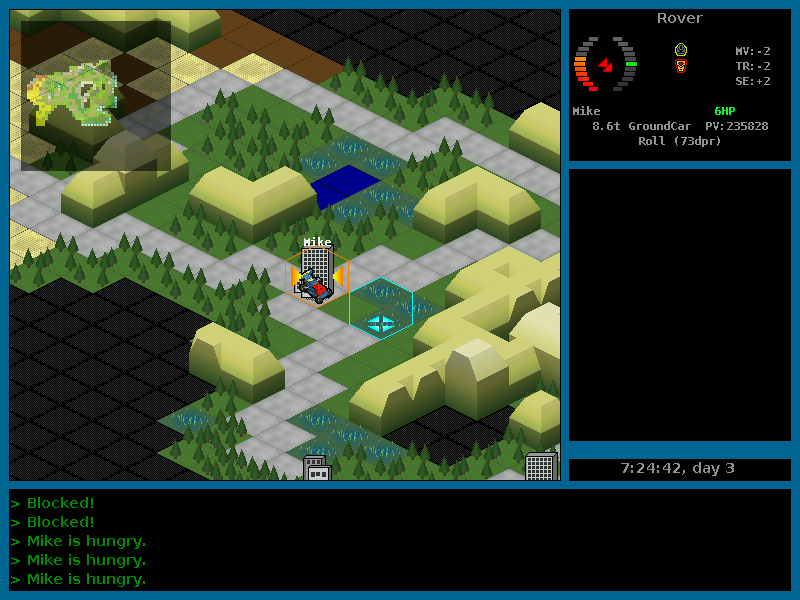 Rover
MV:-2
TR:-2
SE:+2
Mike 6HP
8.6t GroundCar PV:235828
Roll (73dpr)
Mike
7:24:42, day 3
> Blocked!
> Blocked!
> Mike is hungry.
> Mike is hungry.
> Mike is hungry.